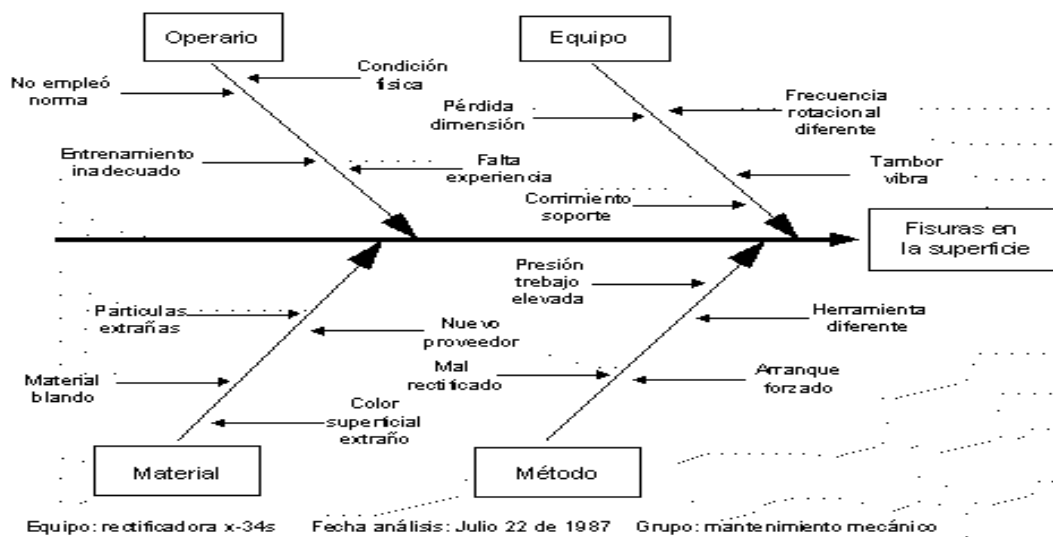 Operario
Equipo
No empleó
norma
Condición
física
Pérdida
dimensión
Frecuencia
rotacional
diferente
Entrenamiento
inadecuado
Falta
experiencia
Tambor
vibra
Corrimiento
soporte
Fisuras en
la superficie
Presión
trebajo
elevada
Particulas
extrañas
Nuevo
proveedor
Herramienta
diferente
Material
blando
Mal
rectificado
Arranque
forzado
Color
superficial
extraño
Material
Método
Equipo: rectificadora x-34s Fecha análisis: Julio 22 de 1987 Grupo: mantenimiento mecánico